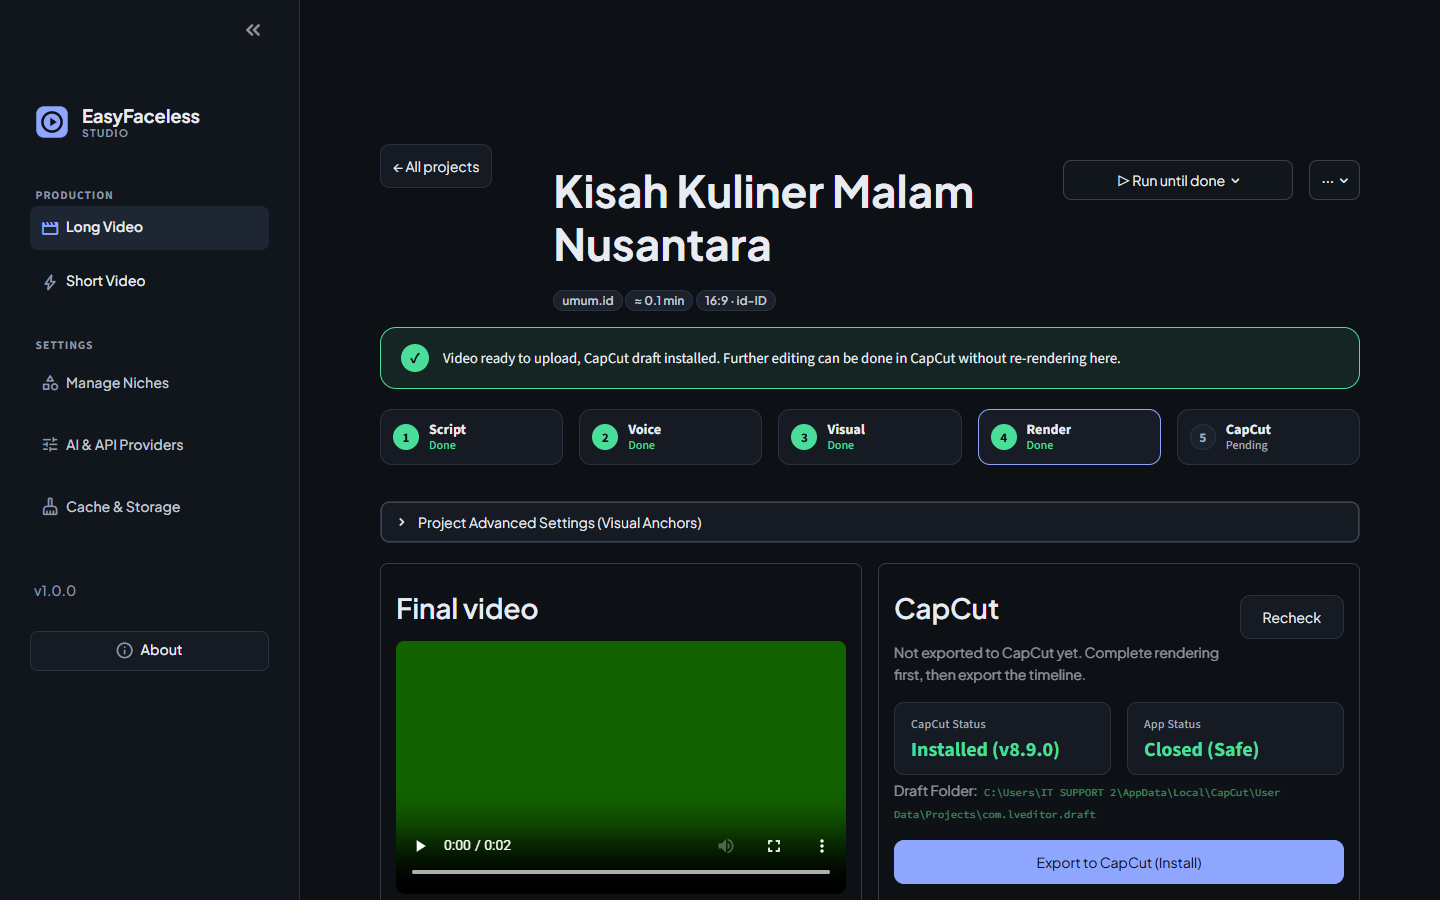 EasyFaceless
STUDIO
PRODUCTION
Long Video
Short Video
SETTINGS
Manage Niches
AI & API Providers
Cache & Storage
v1.0.0
About
← All projects
Kisah Kuliner Malam
Nusantara
▷ Run until done
...
umum.id
≈ 0.1 min
16:9 · id-ID
✓ Video ready to upload, CapCut draft installed. Further editing can be done in CapCut without re-rendering here.
1 Script
Done
2 Voice
Done
3 Visual
Done
4 Render
Done
5 CapCut
Pending
Project Advanced Settings (Visual Anchors)
Final video
0:00 / 0:02
CapCut
Recheck
Not exported to CapCut yet. Complete rendering
first, then export the timeline.
CapCut Status
Installed (v8.9.0)
App Status
Closed (Safe)
Draft Folder: C:\Users\IT SUPPORT 2\AppData\Local\CapCut\User
Data\Projects\com.lveditor.draft
Export to CapCut (Install)